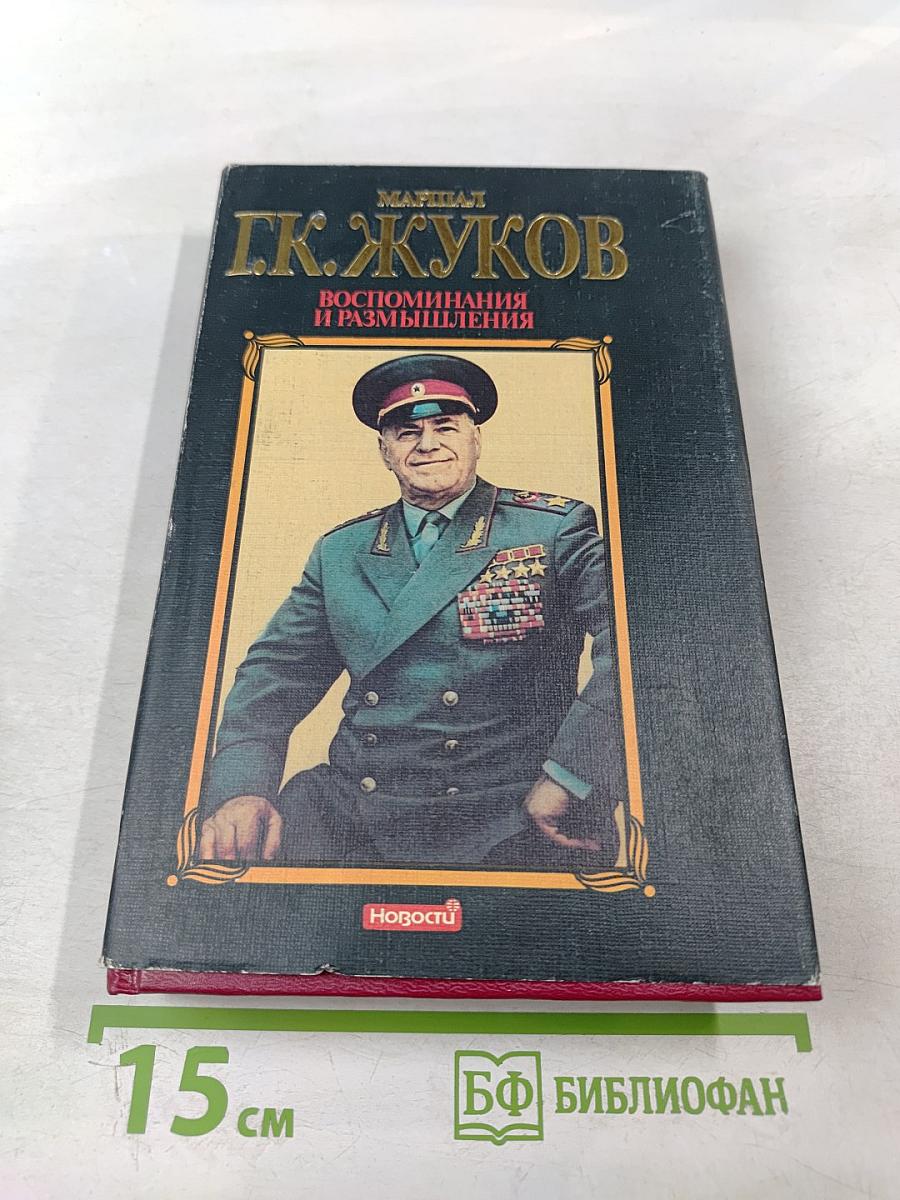 МАРШАЛ
Г.К.ЖУКОВ
ВОСПОМИНАНИЯ
И РАЗМЫШЛЕНИЯ
Новости
15 см
БФ БИБЛИОФАН